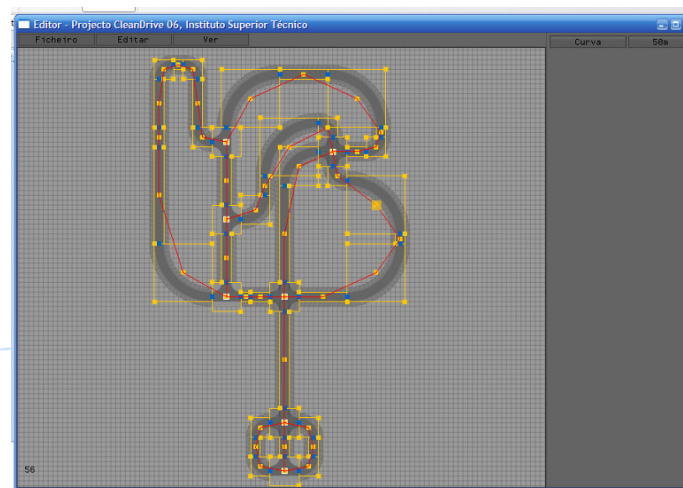 Editor - Projecto CleanDrive 06, Instituto Superior Técnico
Ficheiro Editar Ver
Curva 50m
56